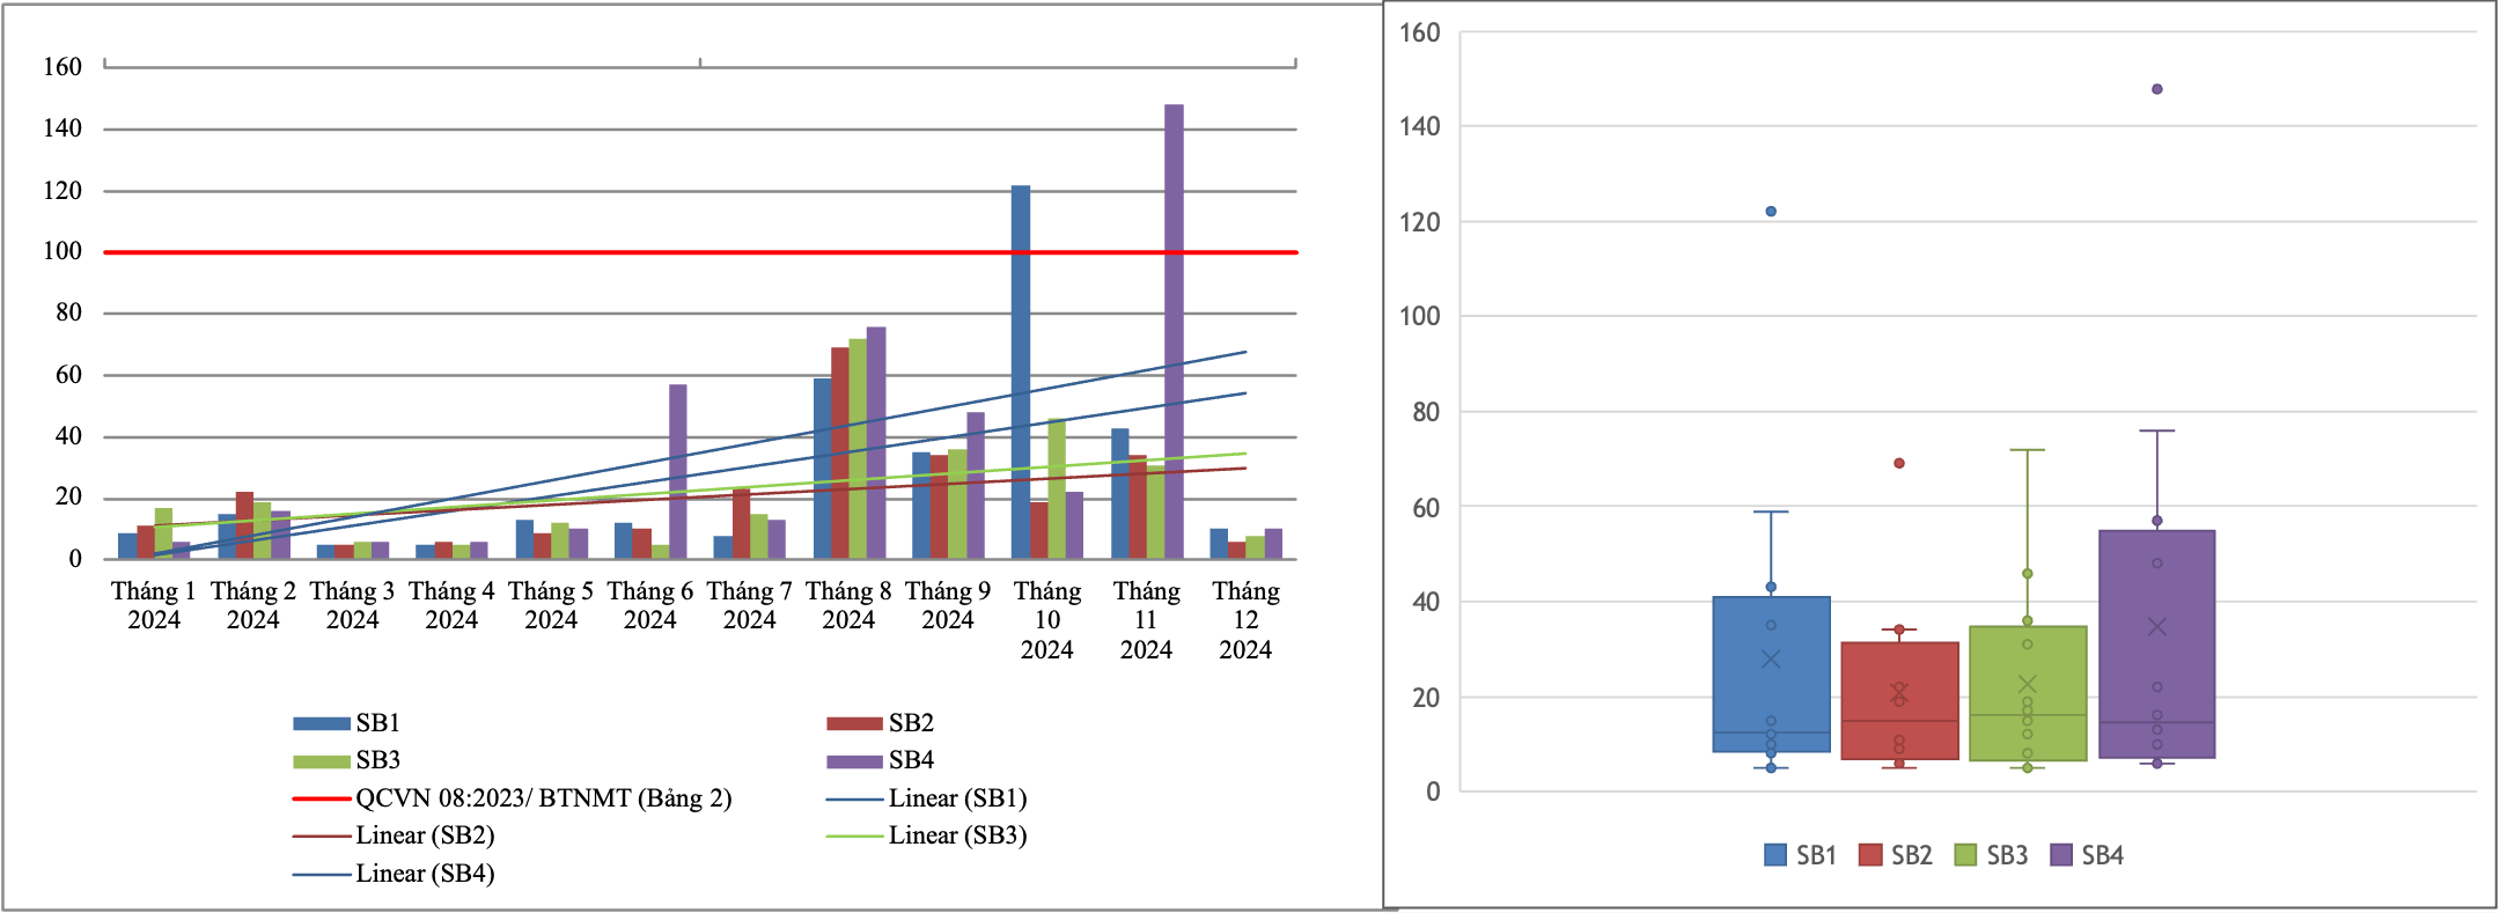 160
140
120
100
80
60
40
20
0
Tháng 1 2024
Tháng 2 2024
Tháng 3 2024
Tháng 4 2024
Tháng 5 2024
Tháng 6 2024
Tháng 7 2024
Tháng 8 2024
Tháng 9 2024
Tháng 10 2024
Tháng 11 2024
Tháng 12 2024
SB1
SB2
SB3
SB4
QCVN 08:2023/ BTNMT (Bảng 2)
Linear (SB1)
Linear (SB2)
Linear (SB3)
Linear (SB4)
160
140
120
100
80
60
40
20
0
SB1
SB2
SB3
SB4